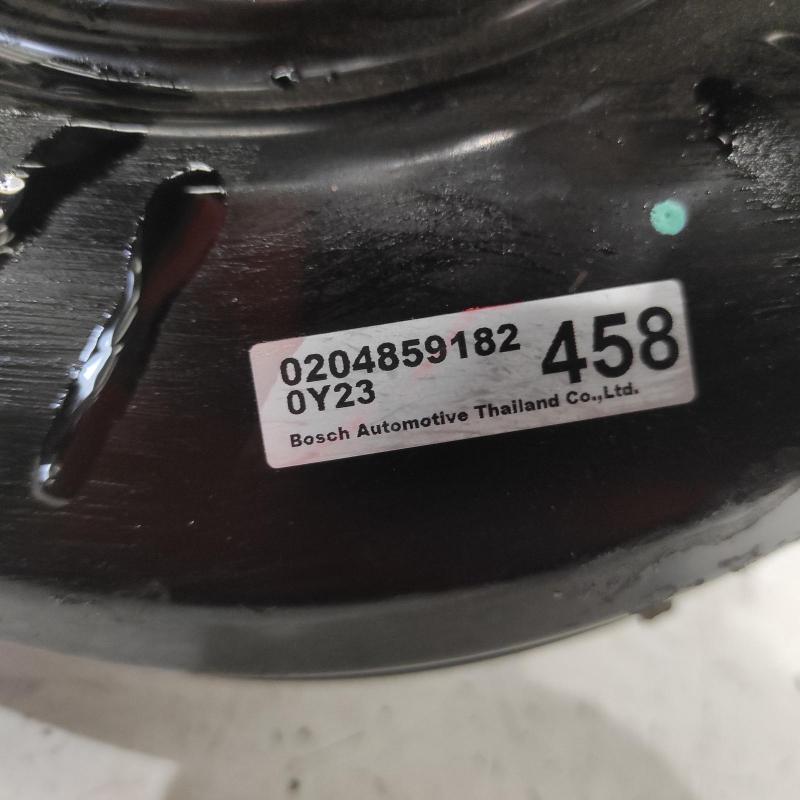 0204859182 458
0Y23
Bosch Automotive Thailand Co.,Ltd.